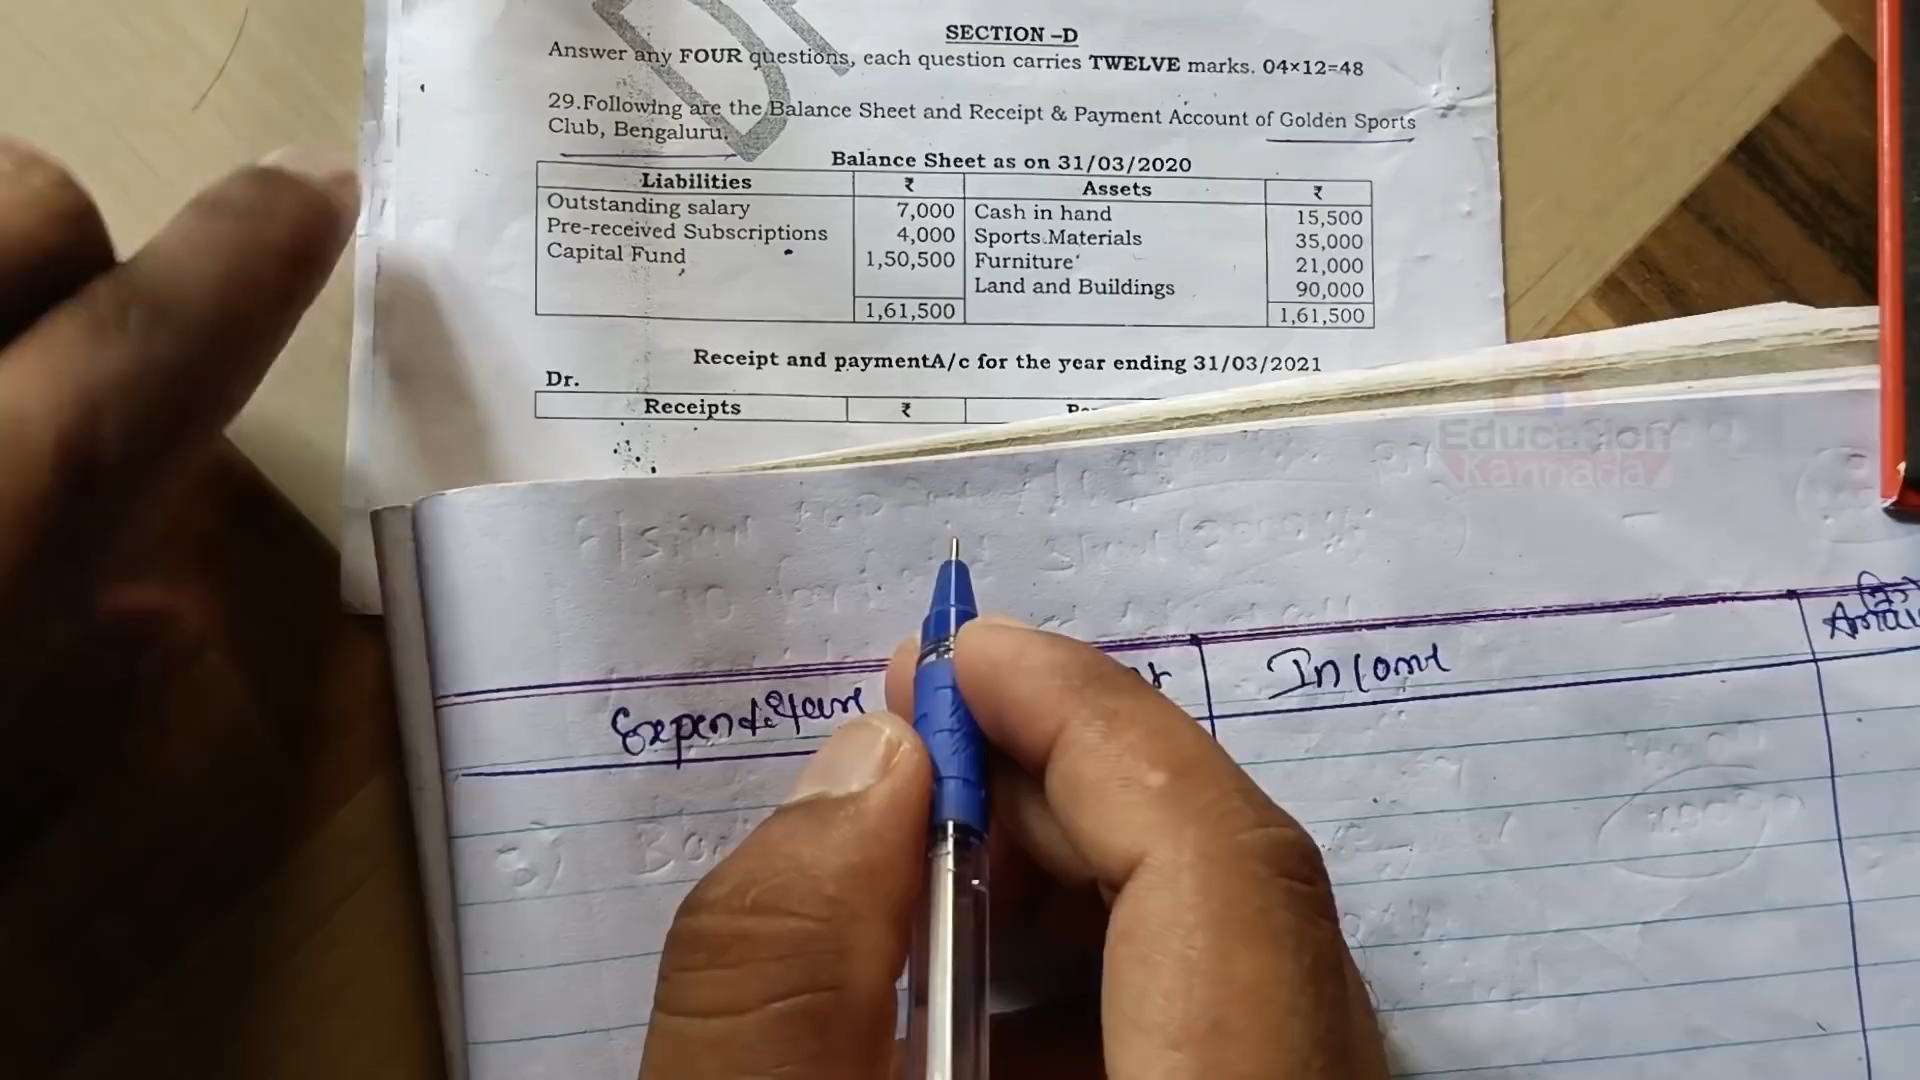 SECTION –D
Answer any FOUR questions, each question carries TWELVE marks. 04×12=48
29.Following are the Balance Sheet and Receipt & Payment Account of Golden Sports
Club, Bengaluru.
Balance Sheet as on 31/03/2020
Liabilities ₹ Assets ₹
Outstanding salary 7,000 Cash in hand 15,500
Pre-received Subscriptions 4,000 Sports Materials 35,000
Capital Fund 1,50,500 Furniture 21,000
Land and Buildings 90,000
1,61,500 1,61,500
Receipt and paymentA/c for the year ending 31/03/2021
Dr.
Receipts ₹
Education
Kannada
Expenditure Income